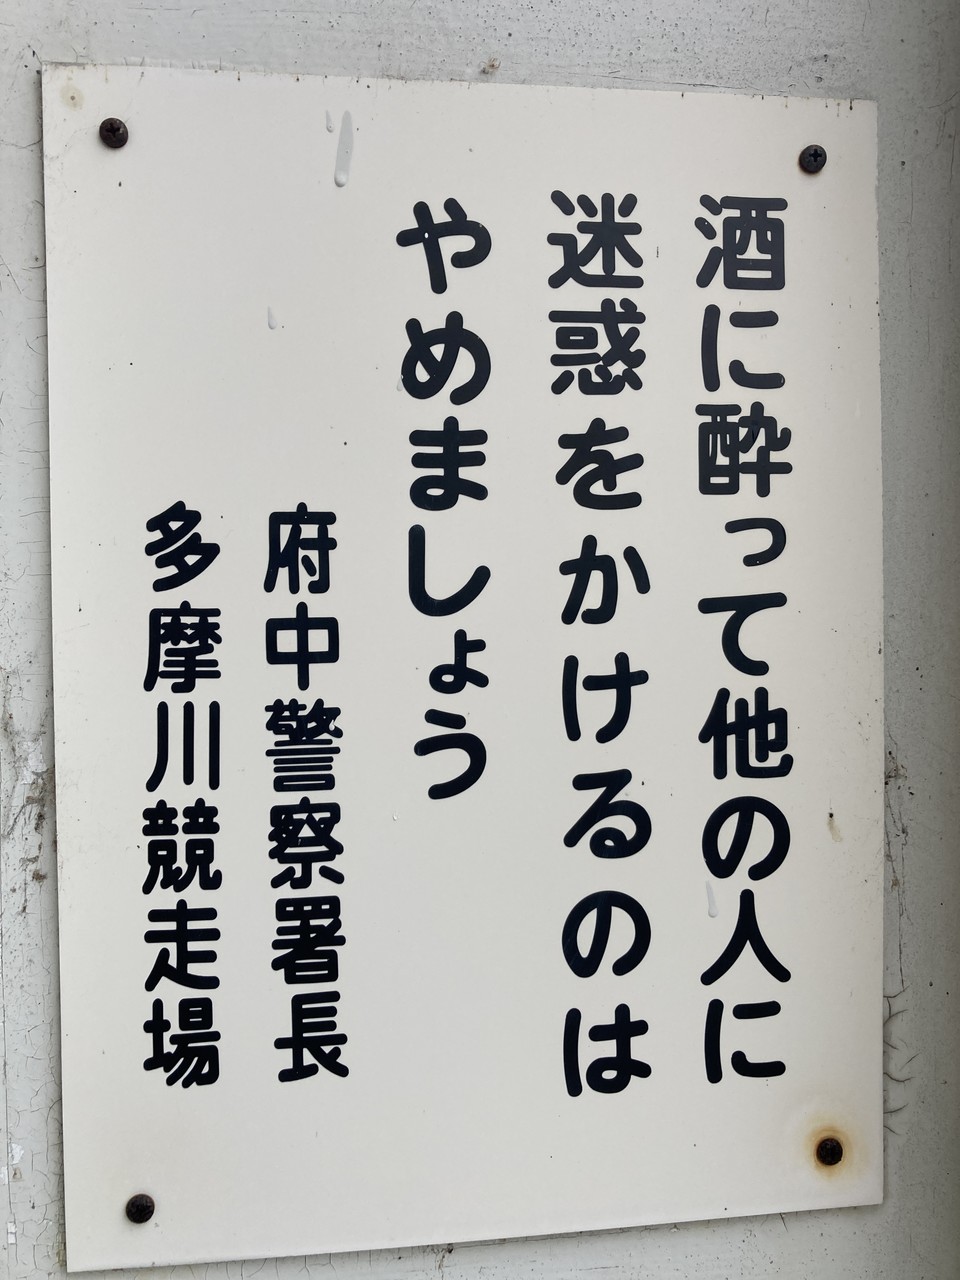 酒に酔って他の人に
迷惑をかけるのは
やめましょう
府中警察署長
多摩川競走場